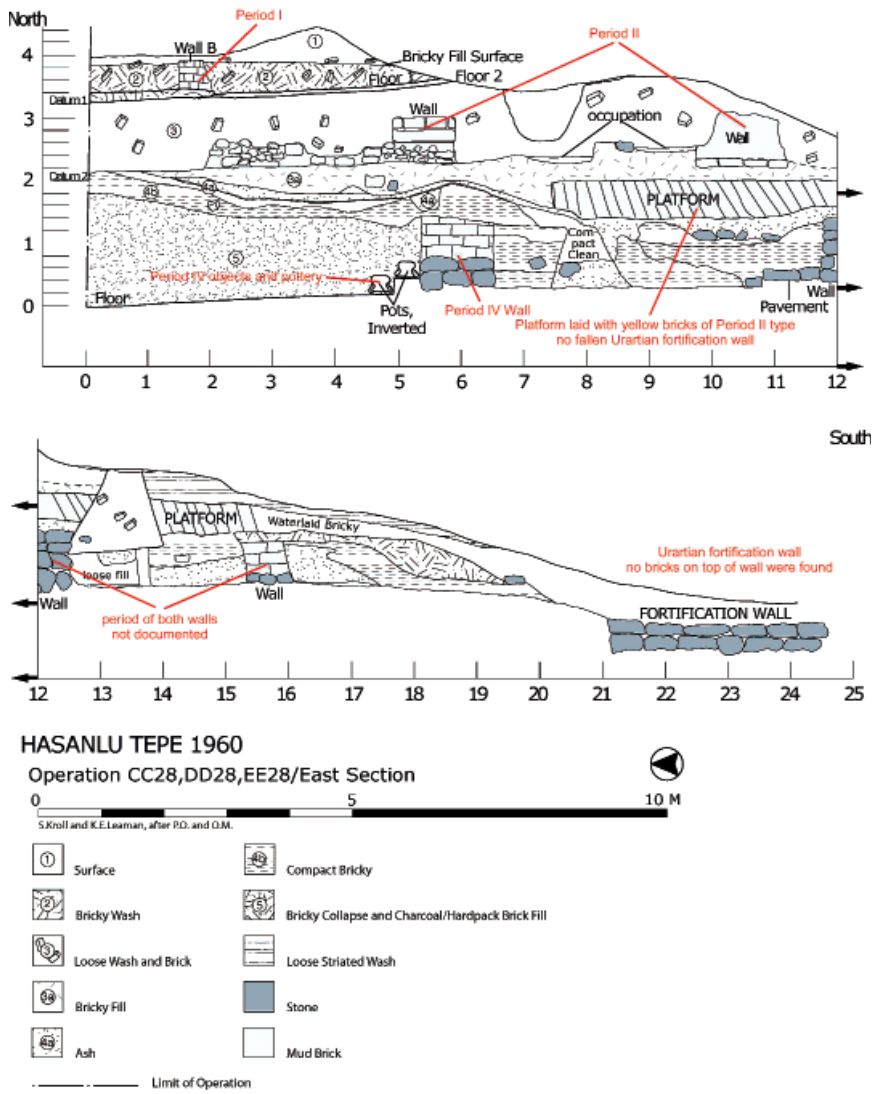 North
Period I
4
Wall B
①
Bricky Fill Surface
Period II
②
②
Floor 1
Floor 2
Datum1
3
③
Wall
occupation
Wall
Datum2
2
4a
3a
4b
4a
PLATFORM
1
⑤
Com
pact
Clean
Period IV objects and pottery
0
Floor
Pots,
Inverted
Period IV Wall
Wall
Pavement
Platform laid with yellow bricks of Period II type
no fallen Urartian fortification wall
0 1 2 3 4 5 6 7 8 9 10 11 12
South
PLATFORM
Waterlaid Bricky
Urartian fortification wall
no bricks on top of wall were found
loose fill
Wall
Wall
FORTIFICATION WALL
period of both walls
not documented
12 13 14 15 16 17 18 19 20 21 22 23 24 25
HASANLU TEPE 1960
Operation CC28,DD28,EE28/East Section
0 5 10 M
S.Kroll and K.E.Leaman, after P.O. and O.M.
① Surface
4b Compact Bricky
② Bricky Wash
⑤ Bricky Collapse and Charcoal/Hardpack Brick Fill
③ Loose Wash and Brick
Loose Striated Wash
3a Bricky Fill
Stone
4a Ash
Mud Brick
Limit of Operation